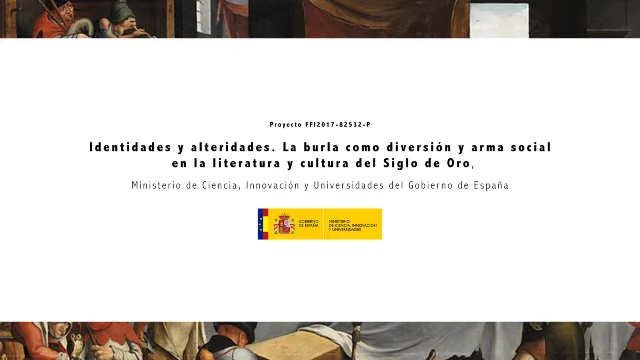 Proyecto FFI2017-82532-P
Identidades y alteridades. La burla como diversión y arma social
en la literatura y cultura del Siglo de Oro,
Ministerio de Ciencia, Innovación y Universidades del Gobierno de España
GOBIERNO
DE ESPAÑA
MINISTERIO
DE CIENCIA, INNOVACIÓN
Y UNIVERSIDADES